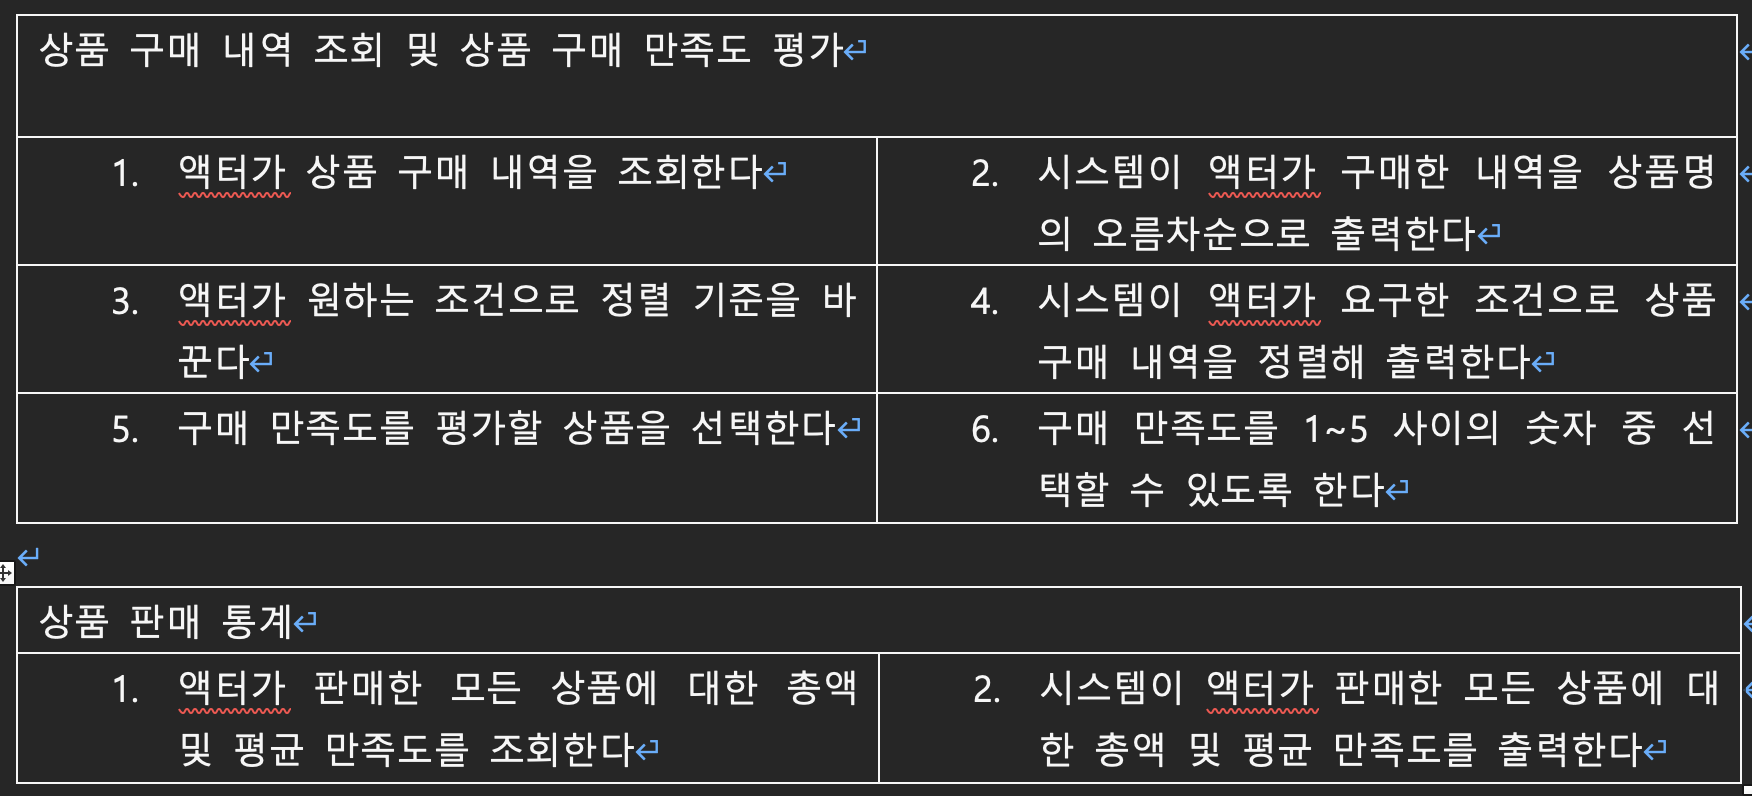 상품 구매 내역 조회 및 상품 구매 만족도 평가
1. 액터가 상품 구매 내역을 조회한다
2. 시스템이 액터가 구매한 내역을 상품명
의 오름차순으로 출력한다
3. 액터가 원하는 조건으로 정렬 기준을 바
꾼다
4. 시스템이 액터가 요구한 조건으로 상품
구매 내역을 정렬해 출력한다
5. 구매 만족도를 평가할 상품을 선택한다
6. 구매 만족도를 1~5 사이의 숫자 중 선
택할 수 있도록 한다
상품 판매 통계
1. 액터가 판매한 모든 상품에 대한 총액
및 평균 만족도를 조회한다
2. 시스템이 액터가 판매한 모든 상품에 대
한 총액 및 평균 만족도를 출력한다